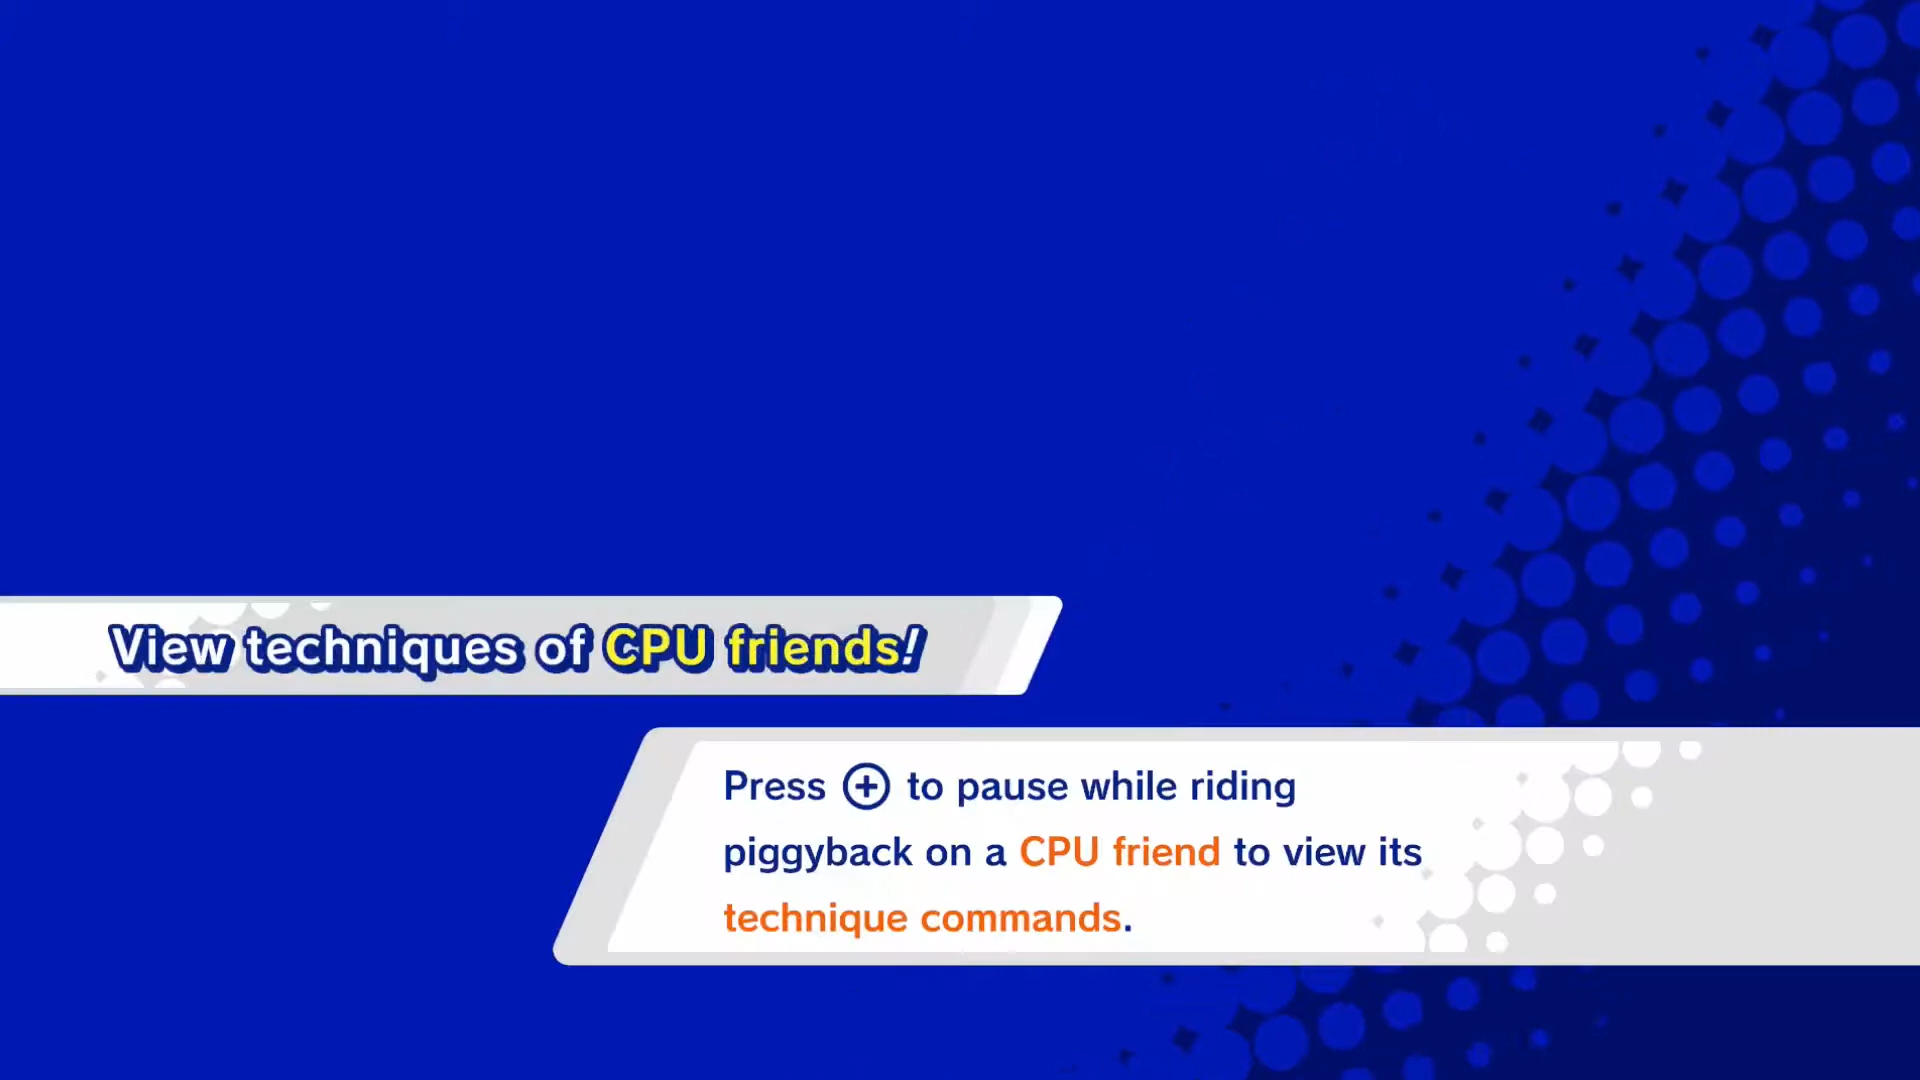 View techniques of CPU friends!
Press ⊕ to pause while riding
piggyback on a CPU friend to view its
technique commands.